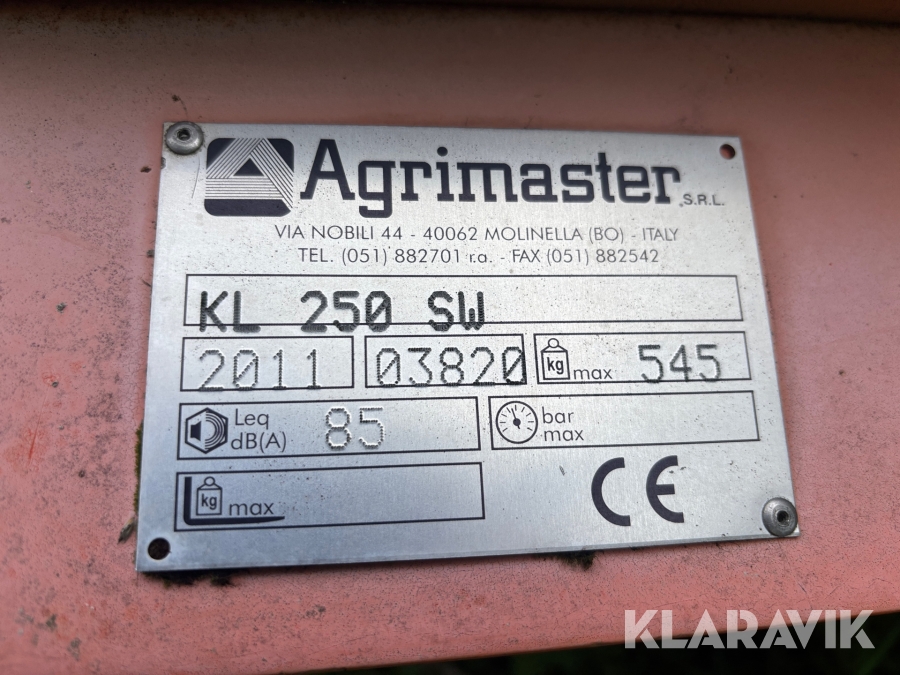 Agrimaster S.R.L.
VIA NOBILI 44 - 40062 MOLINELLA (BO) - ITALY
TEL. (051) 882701 r.a. - FAX (051) 882542
KL 250 SW
2011 03820 kg max 545
Leq dB(A) 85 bar max
kg max
CE
KLARAVIK